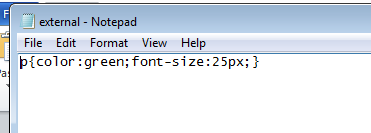 external - Notepad
File Edit Format View Help
p{color:green;font-size:25px;}